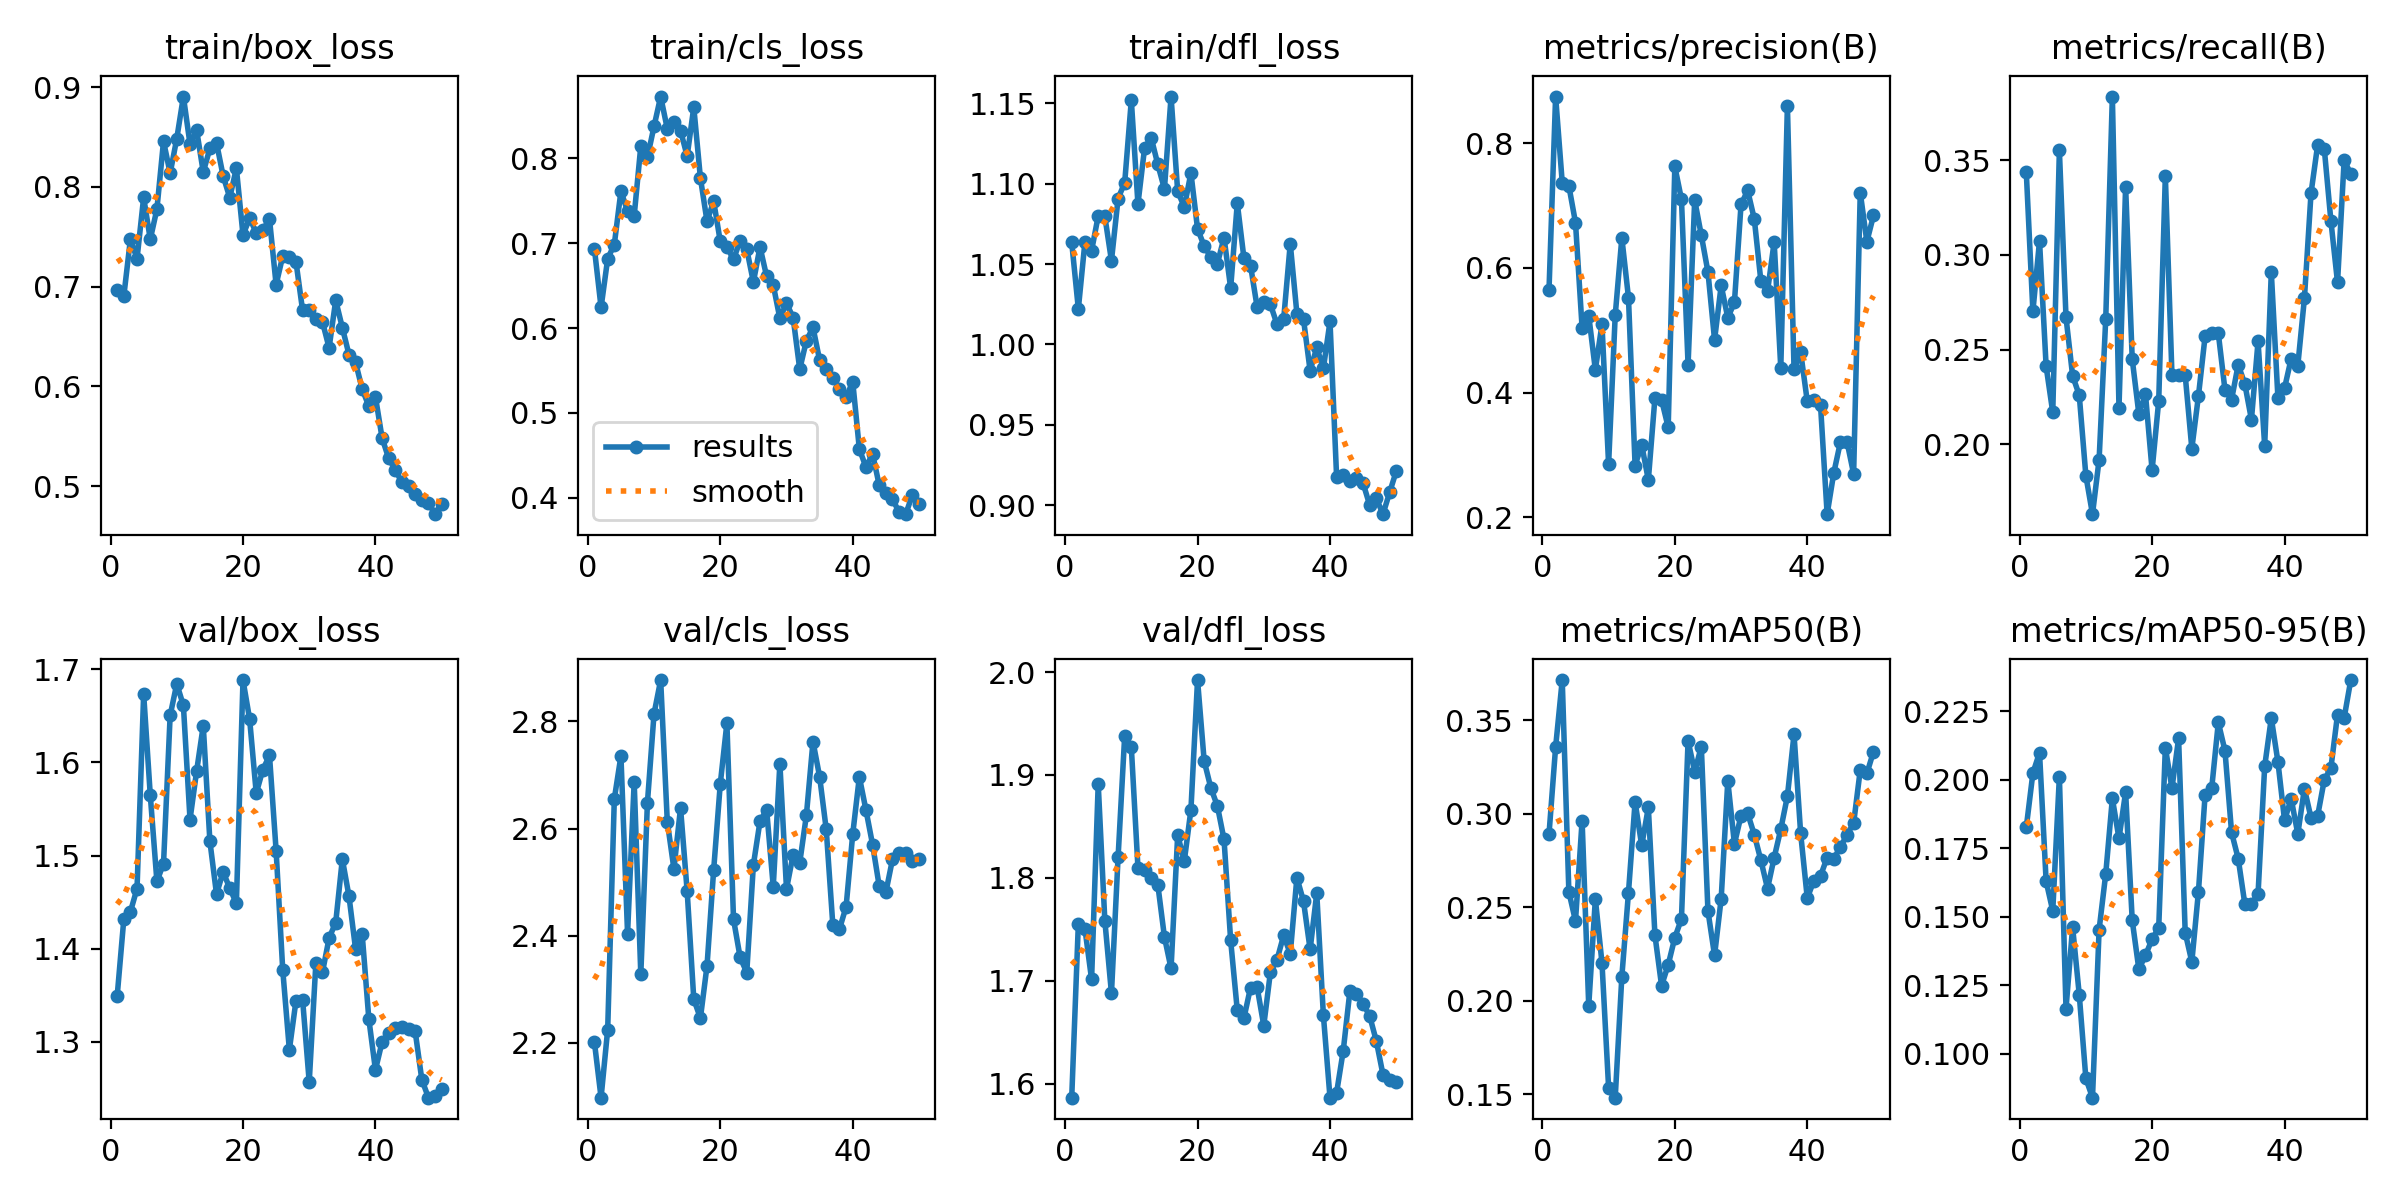 train/box_loss
0.9
0.8
0.7
0.6
0.5
0 20 40
train/cls_loss
0.8
0.7
0.6
0.5
0.4
results
smooth
0 20 40
train/dfl_loss
1.15
1.10
1.05
1.00
0.95
0.90
0 20 40
metrics/precision(B)
0.8
0.6
0.4
0.2
0 20 40
metrics/recall(B)
0.35
0.30
0.25
0.20
0 20 40
val/box_loss
1.7
1.6
1.5
1.4
1.3
0 20 40
val/cls_loss
2.8
2.6
2.4
2.2
0 20 40
val/dfl_loss
2.0
1.9
1.8
1.7
1.6
0 20 40
metrics/mAP50(B)
0.35
0.30
0.25
0.20
0.15
0 20 40
metrics/mAP50-95(B)
0.225
0.200
0.175
0.150
0.125
0.100
0 20 40